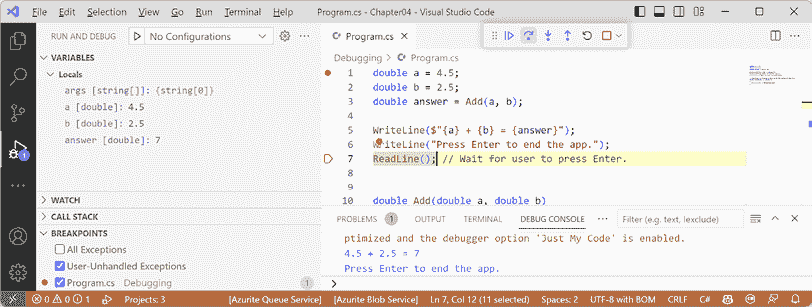 File Edit Selection View Go Run Terminal Help Program.cs - Chapter04 - Visual Studio Code
RUN AND DEBUG No Configurations
VARIABLES
Locals
args [string[]]: {string[0]}
a [double]: 4.5
b [double]: 2.5
answer [double]: 7
WATCH
CALL STACK
BREAKPOINTS
All Exceptions
User-Unhandled Exceptions
Program.cs Debugging 1
1
Program.cs
Debugging > Program.cs
1 double a = 4.5;
2 double b = 2.5;
3 double answer = Add(a, b);
4
5 WriteLine($"{a} + {b} = {answer}");
6 WriteLine("Press Enter to end the app.");
7 ReadLine(); // Wait for user to press Enter.
8
9
10 double Add(double a, double b)
PROBLEMS 1 OUTPUT TERMINAL DEBUG CONSOLE Filter (e.g. text, !exclude)
ptimized and the debugger option 'Just My Code' is enabled.
4.5 + 2.5 = 7
Press Enter to end the app.
0 0 1 Projects: 3 [Azurite Queue Service] [Azurite Blob Service] Ln 7, Col 12 (11 selected) Spaces: 2 UTF-8 with BOM CRLF C#